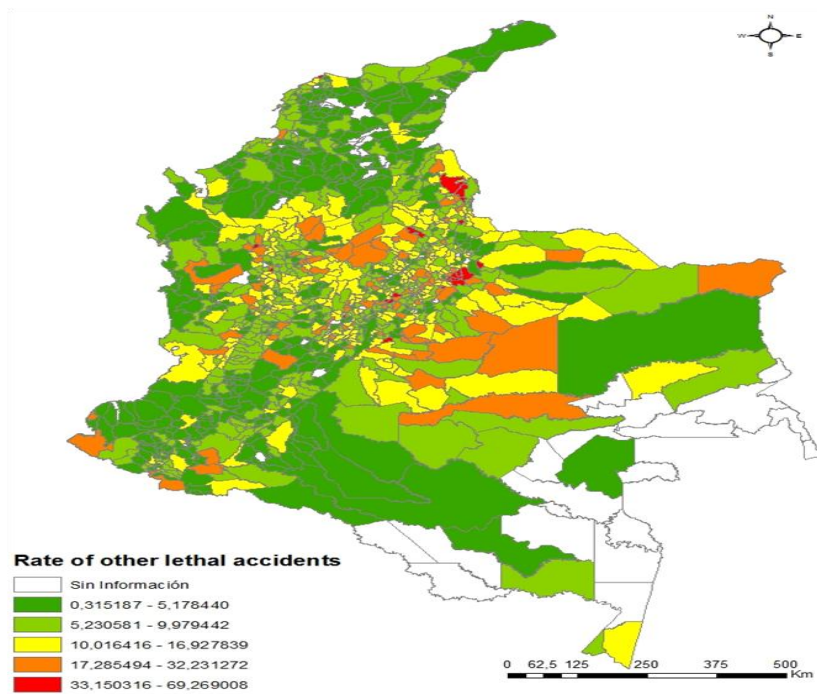 N
W E
S
Rate of other lethal accidents
Sin Información
0,315187 - 5,178440
5,230581 - 9,979442
10,016416 - 16,927839
17,285494 - 32,231272
33,150316 - 69,269008
0 62,5 125 250 375 500
Km